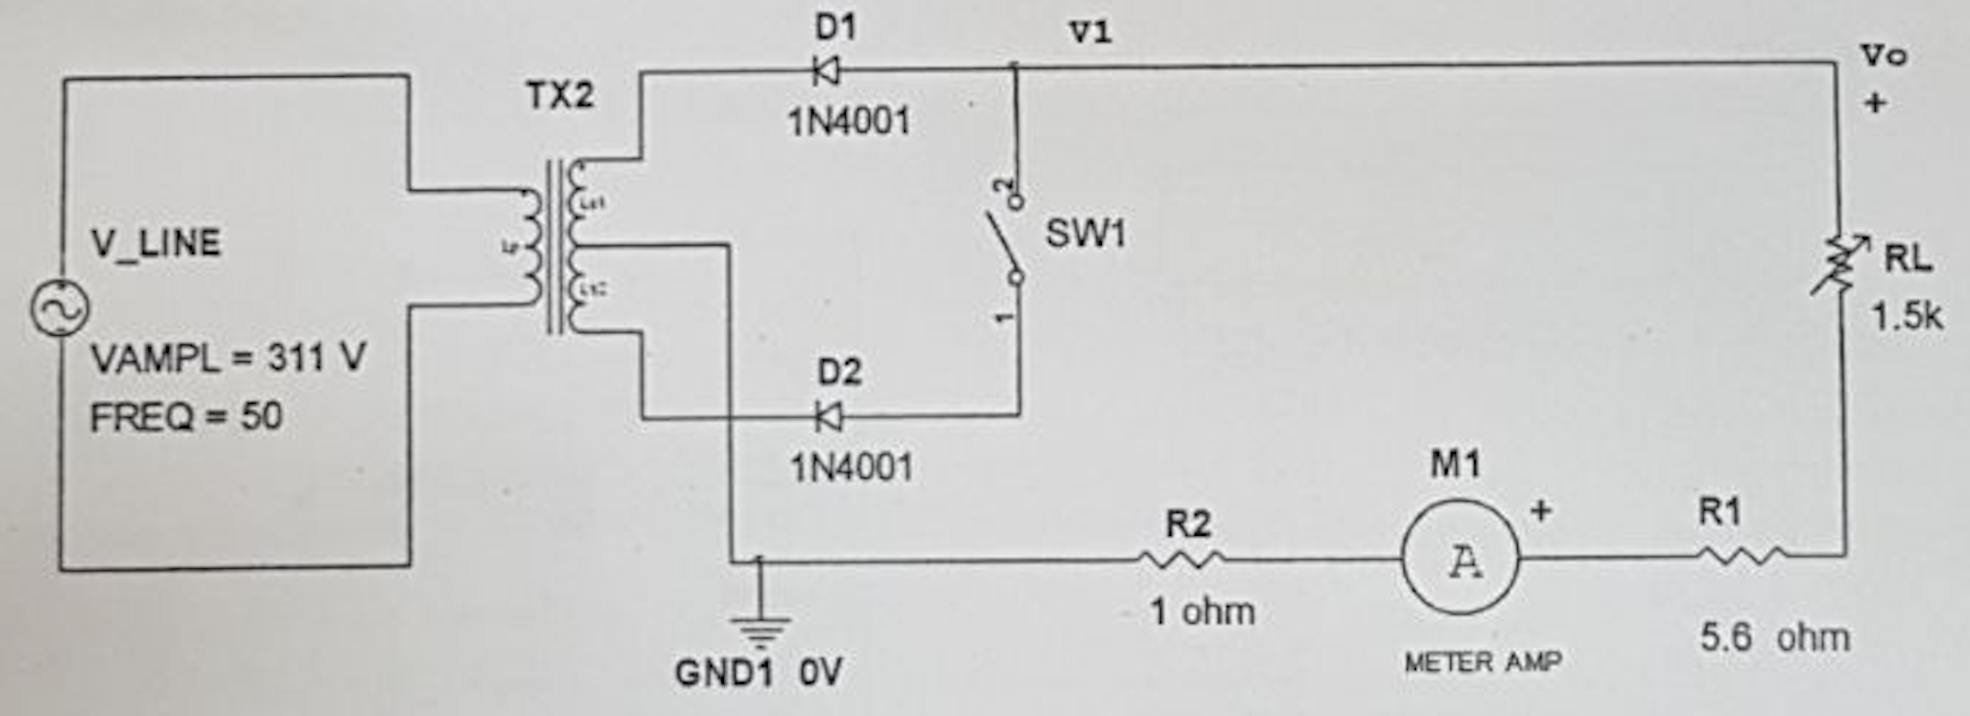 D1
V1
Vo
+
TX2
1N4001
2
SW1
V_LINE
RL
1.5k
1
VAMPL = 311 V
FREQ = 50
D2
1N4001
M1
+
R2
R1
A
1 ohm
5.6 ohm
METER AMP
GND1 0V